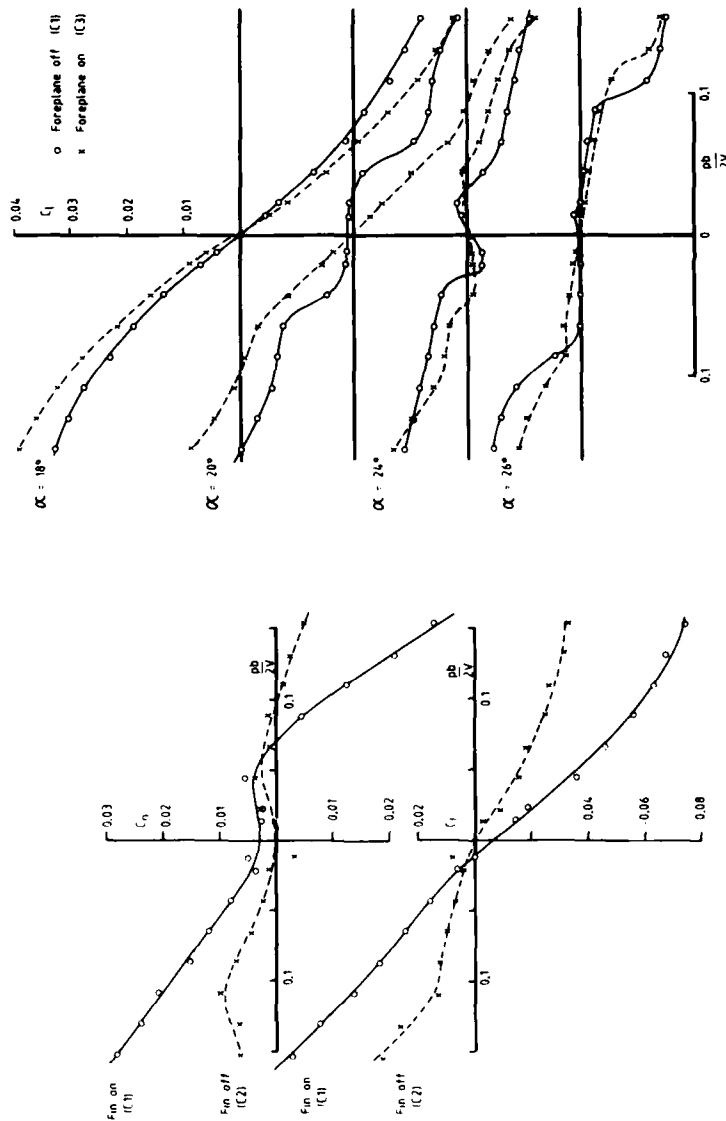 Fin on
(C1)
Fin off
(C2)
0.03
0.02
0.01
Cn
0.01
0.02
0.1
0.1
pb
2V
Fin on
(C1)
Fin off
(C2)
0.02
0.04
0.06
0.08
0.1
0.1
pb
2V
0.04
Cl
0.03
0.02
0.01
o Foreplane off (C1)
x Foreplane on (C3)
α = 18°
α = 20°
α = 24°
α = 26°
0.1
0
0.1
pb
2V